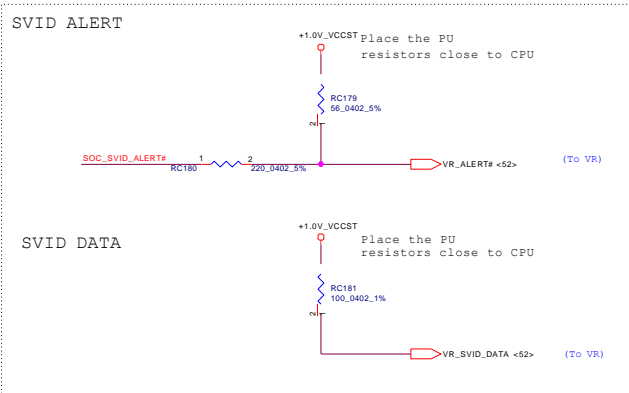 SVID ALERT
+1.0V_VCCST
Place the PU
resistors close to CPU
RC179
56_0402_5%
2 1
SOC_SVID_ALERT#
1
2
RC180
220_0402_5%
VR_ALERT# <52>
(To VR)
SVID DATA
+1.0V_VCCST
Place the PU
resistors close to CPU
RC181
100_0402_1%
2 1
VR_SVID_DATA <52>
(To VR)